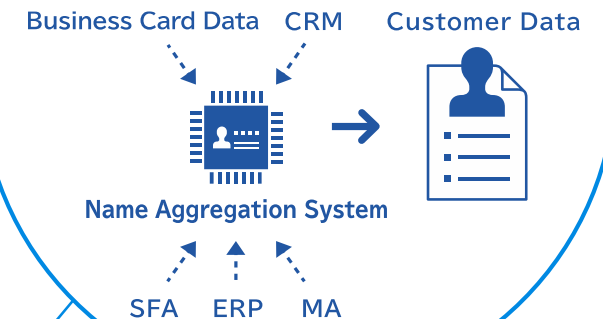 Business Card Data
CRM
Customer Data
Name Aggregation System
SFA
ERP
MA